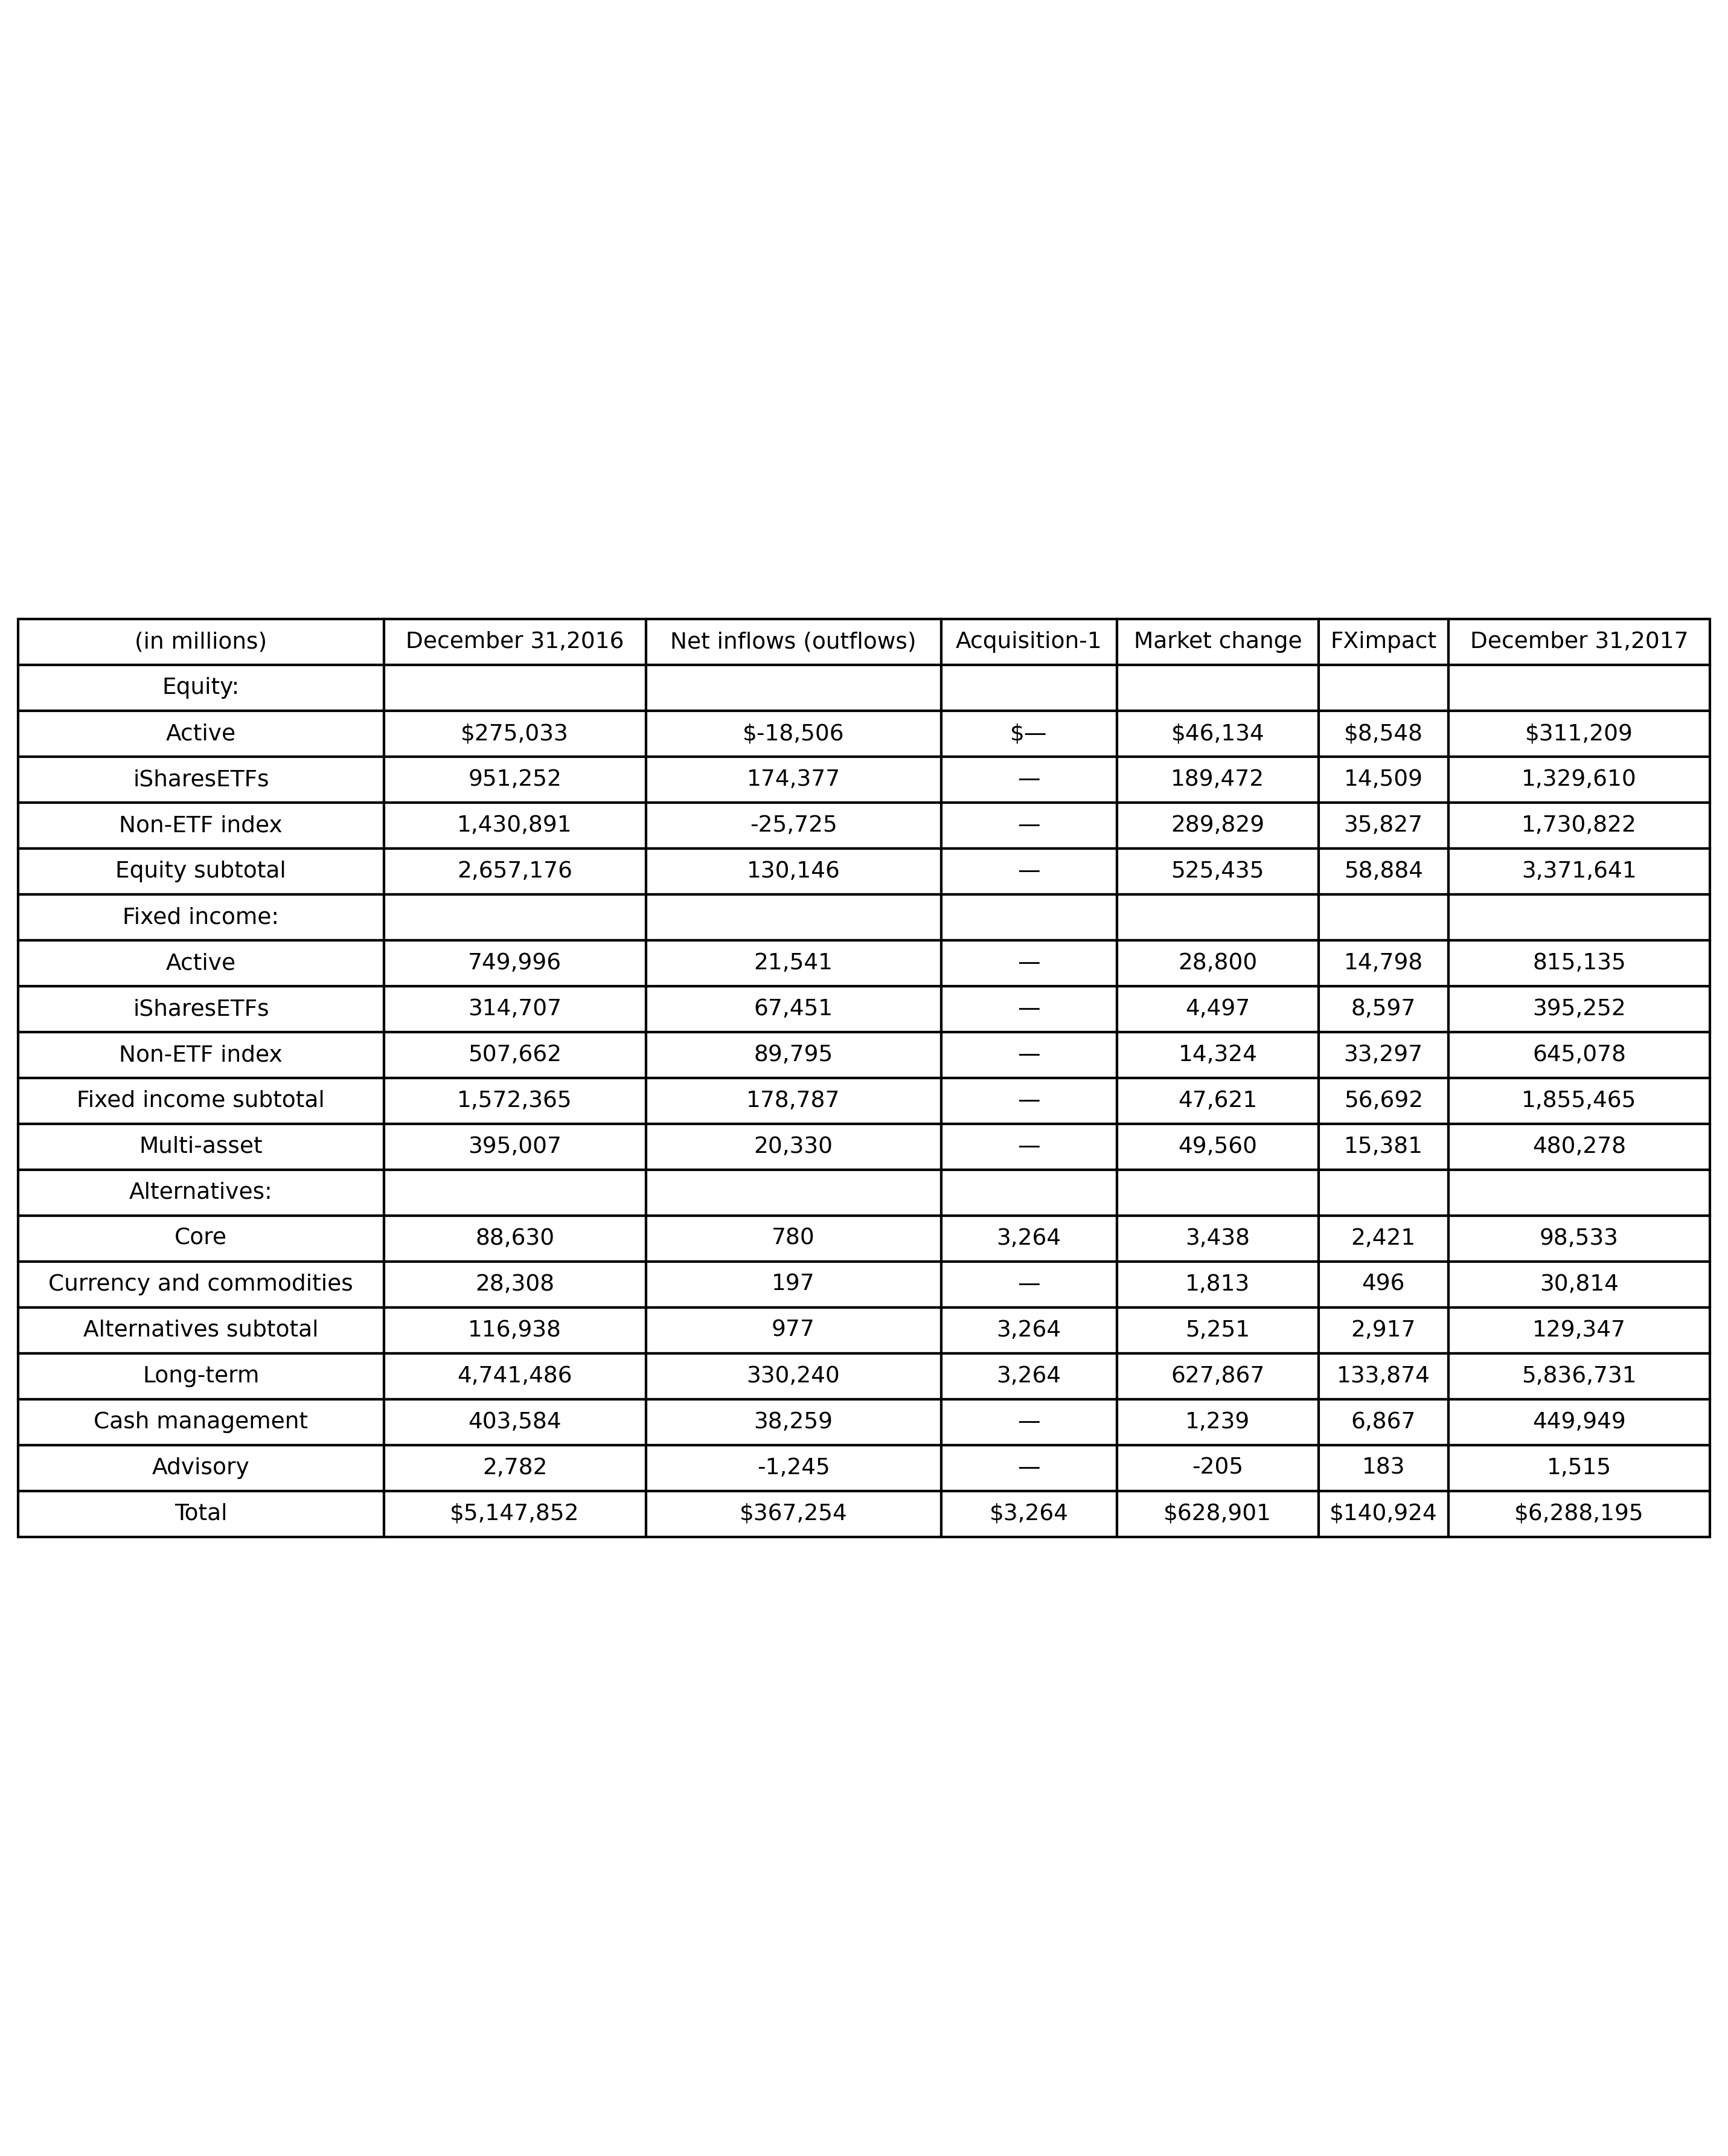 (in millions) December 31,2016 Net inflows (outflows) Acquisition-1 Market change FXimpact December 31,2017
Equity:
Active $275,033 $-18,506 $— $46,134 $8,548 $311,209
iSharesETFs 951,252 174,377 — 189,472 14,509 1,329,610
Non-ETF index 1,430,891 -25,725 — 289,829 35,827 1,730,822
Equity subtotal 2,657,176 130,146 — 525,435 58,884 3,371,641
Fixed income:
Active 749,996 21,541 — 28,800 14,798 815,135
iSharesETFs 314,707 67,451 — 4,497 8,597 395,252
Non-ETF index 507,662 89,795 — 14,324 33,297 645,078
Fixed income subtotal 1,572,365 178,787 — 47,621 56,692 1,855,465
Multi-asset 395,007 20,330 — 49,560 15,381 480,278
Alternatives:
Core 88,630 780 3,264 3,438 2,421 98,533
Currency and commodities 28,308 197 — 1,813 496 30,814
Alternatives subtotal 116,938 977 3,264 5,251 2,917 129,347
Long-term 4,741,486 330,240 3,264 627,867 133,874 5,836,731
Cash management 403,584 38,259 — 1,239 6,867 449,949
Advisory 2,782 -1,245 — -205 183 1,515
Total $5,147,852 $367,254 $3,264 $628,901 $140,924 $6,288,195